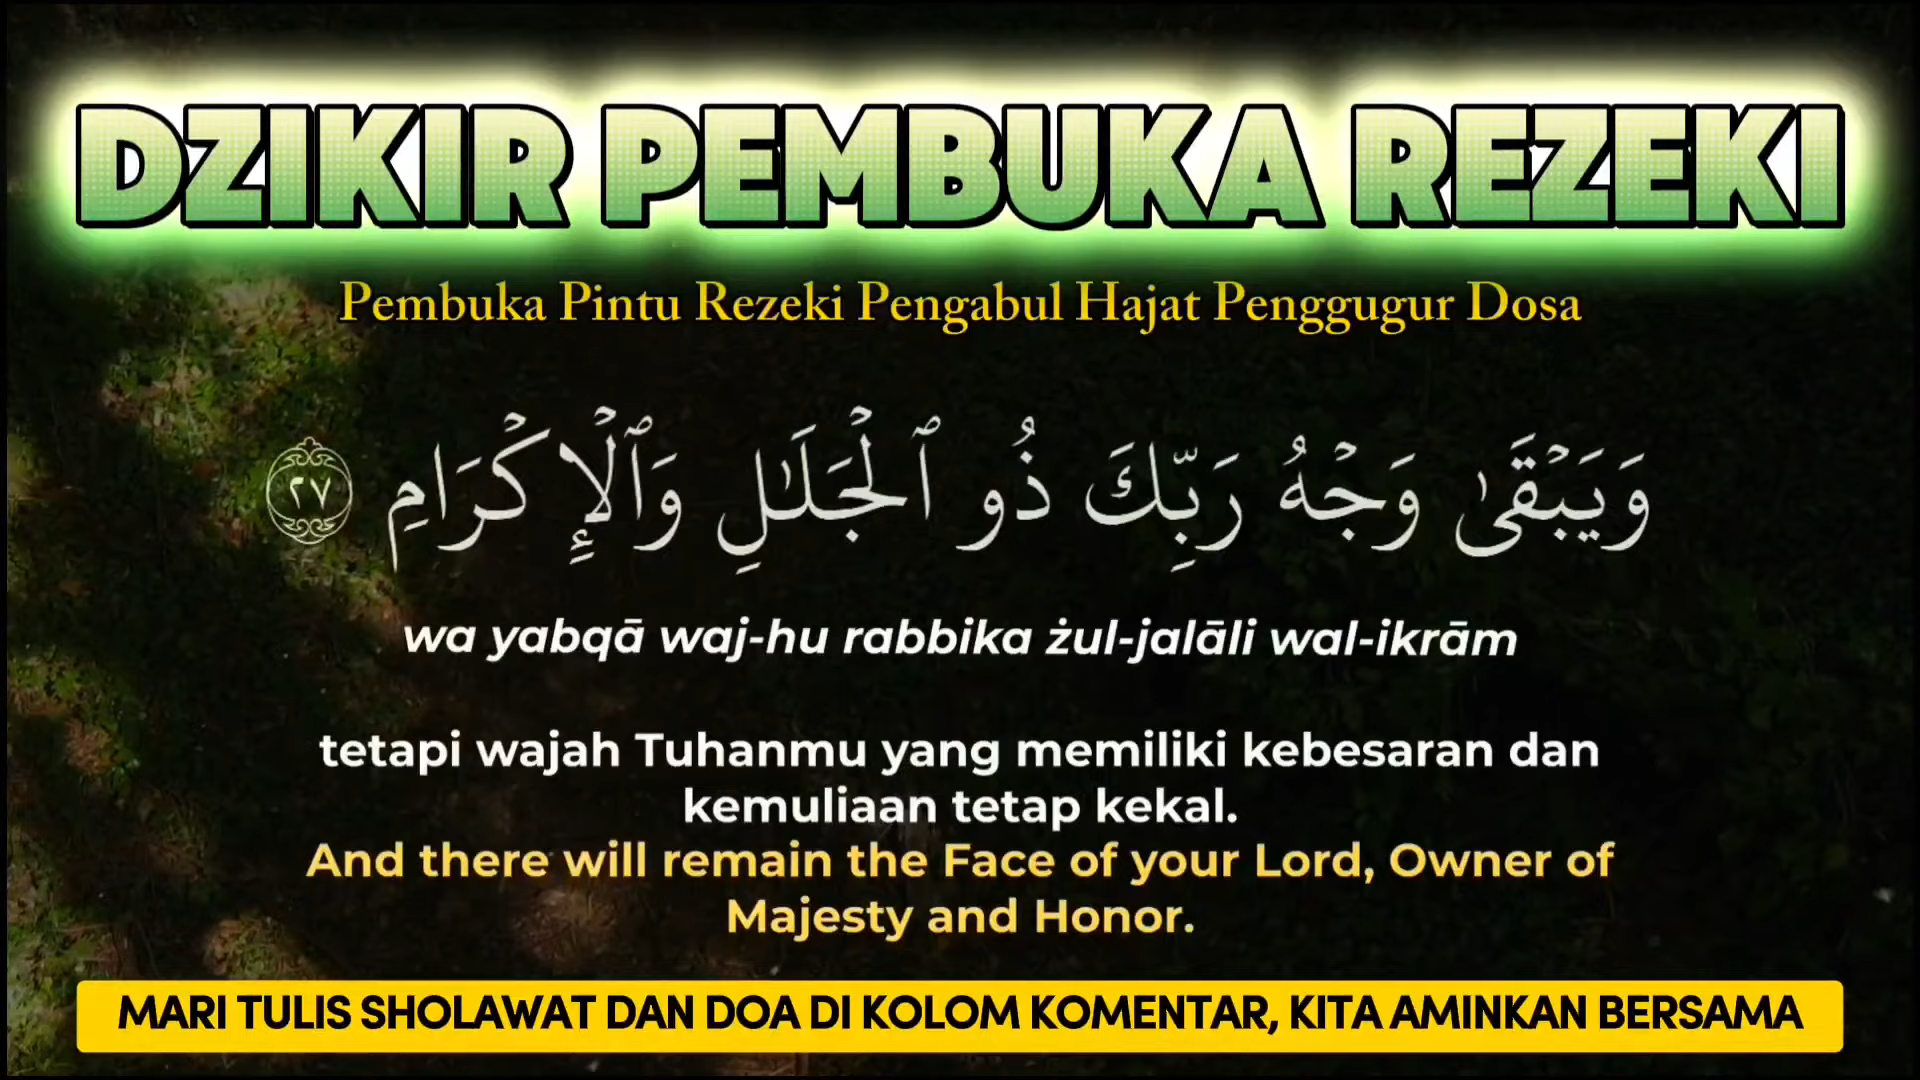 DZIKIR PEMBUKA REZEKI
Pembuka Pintu Rezeki Pengabul Hajat Penggugur Dosa
وَيَبْقَىٰ وَجْهُ رَبِّكَ ذُو ٱلْجَلَـٰلِ وَٱلْإِكْرَامِ ٢٧
wa yabqā waj-hu rabbika żul-jalāli wal-ikrām
tetapi wajah Tuhanmu yang memiliki kebesaran dan
kemuliaan tetap kekal.
And there will remain the Face of your Lord, Owner of
Majesty and Honor.
MARI TULIS SHOLAWAT DAN DOA DI KOLOM KOMENTAR, KITA AMINKAN BERSAMA